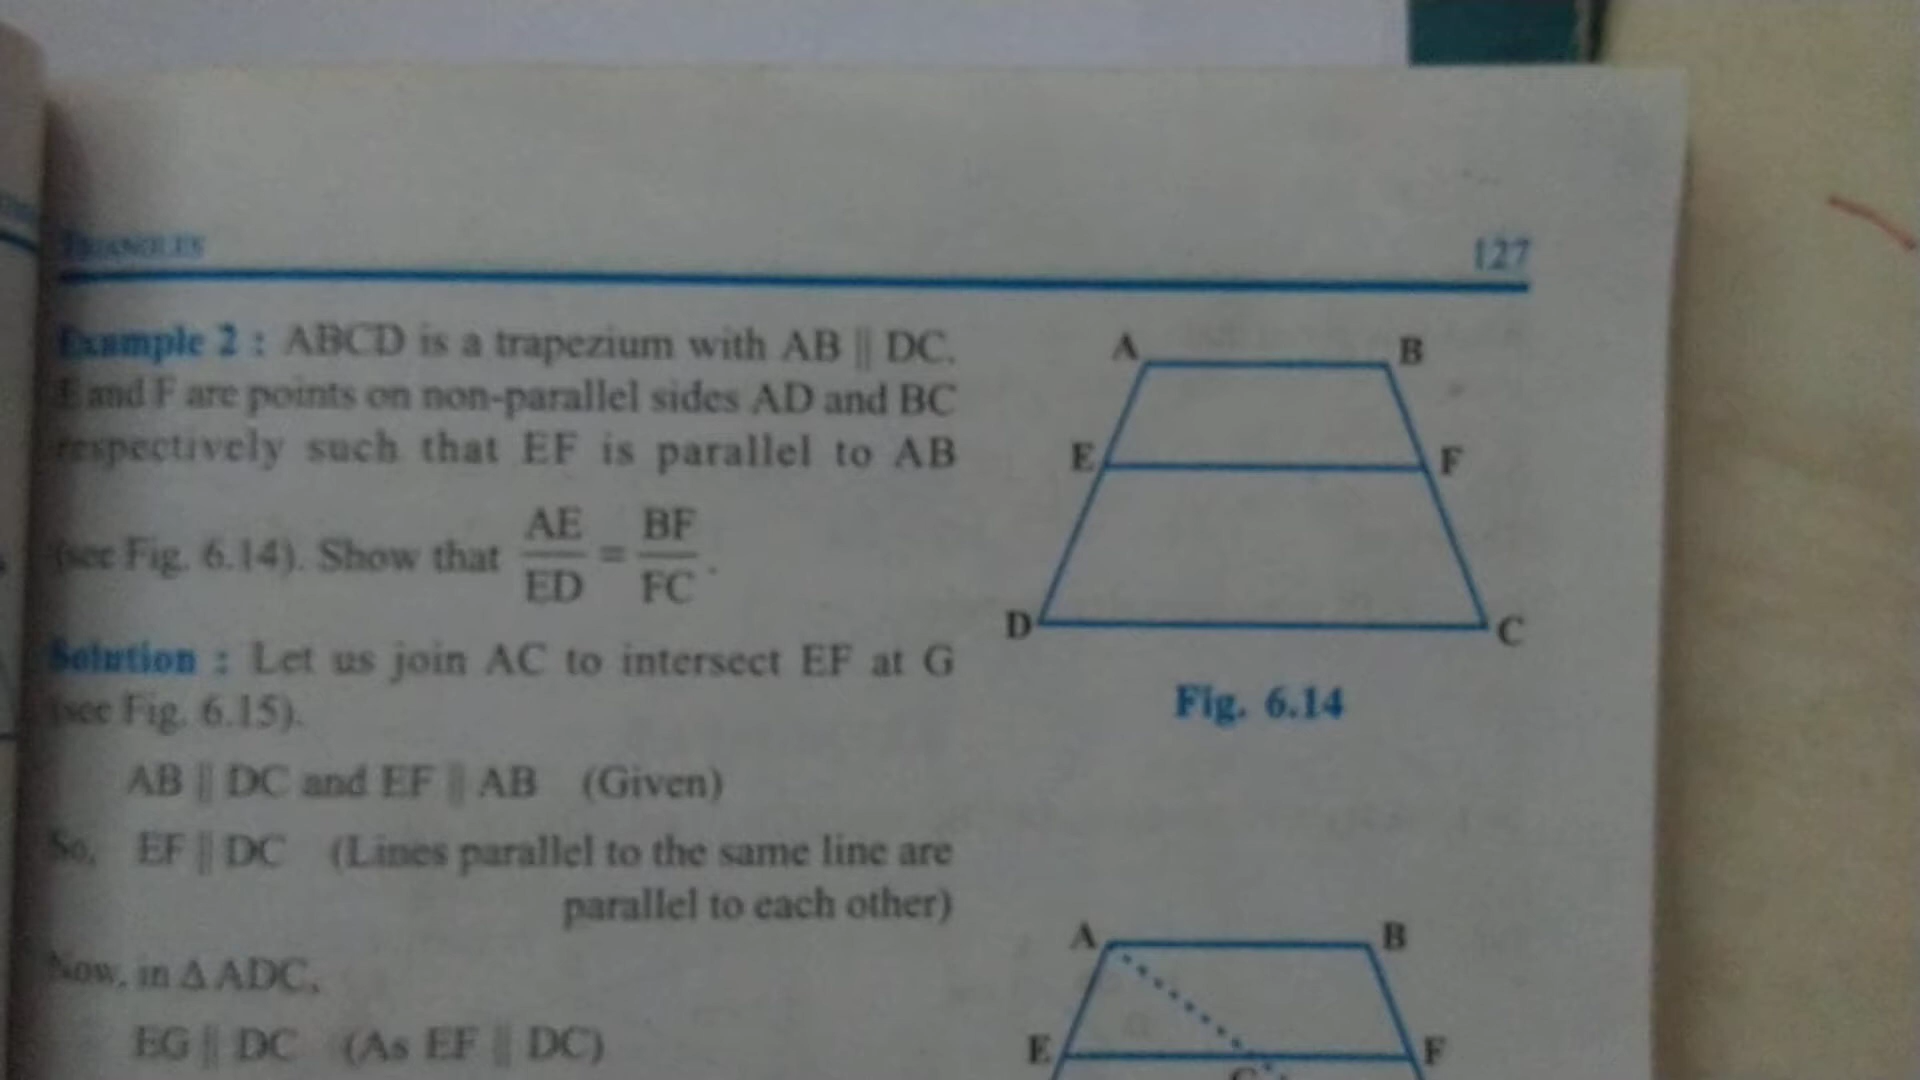 TRIANGLES
127
Example 2 : ABCD is a trapezium with AB || DC.
E and F are points on non-parallel sides AD and BC
respectively such that EF is parallel to AB
(see Fig. 6.14). Show that AE/ED = BF/FC.
Solution : Let us join AC to intersect EF at G
(see Fig. 6.15).
AB || DC and EF || AB (Given)
So, EF || DC (Lines parallel to the same line are
parallel to each other)
Now, in Δ ADC,
EG || DC (As EF || DC)
A B
E F
D C
Fig. 6.14
A B
E F
G